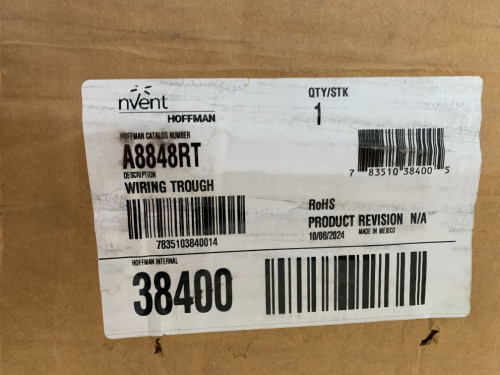 nVent
HOFFMAN
QTY/STK
1
HOFFMAN CATALOG NUMBER
A8848RT
DESCRIPTION
WIRING TROUGH
7 83510 38400 5
7835103840014
RoHS
PRODUCT REVISION N/A
10/08/2024 MADE IN MEXICO
HOFFMAN INTERNAL
38400